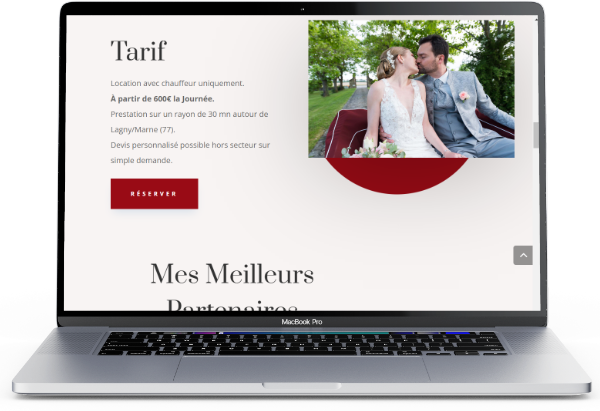 Tarif
Location avec chauffeur uniquement.
À partir de 600€ la Journée.
Prestation sur un rayon de 30 mn autour de
Lagny/Marne (77).
Devis personnalisé possible hors secteur sur
simple demande.
RÉSERVER
Mes Meilleurs
Partenaires
MacBook Pro